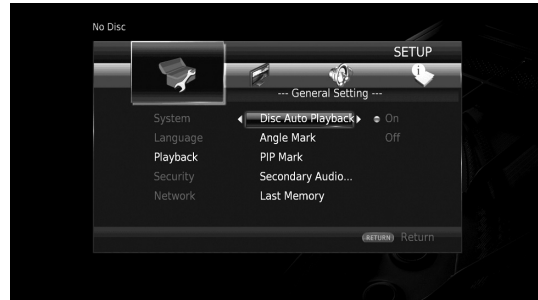 No Disc
SETUP
--- General Setting ---
System
Disc Auto Playback
On
Language
Angle Mark
Off
Playback
PIP Mark
Security
Secondary Audio...
Network
Last Memory
RETURN Return